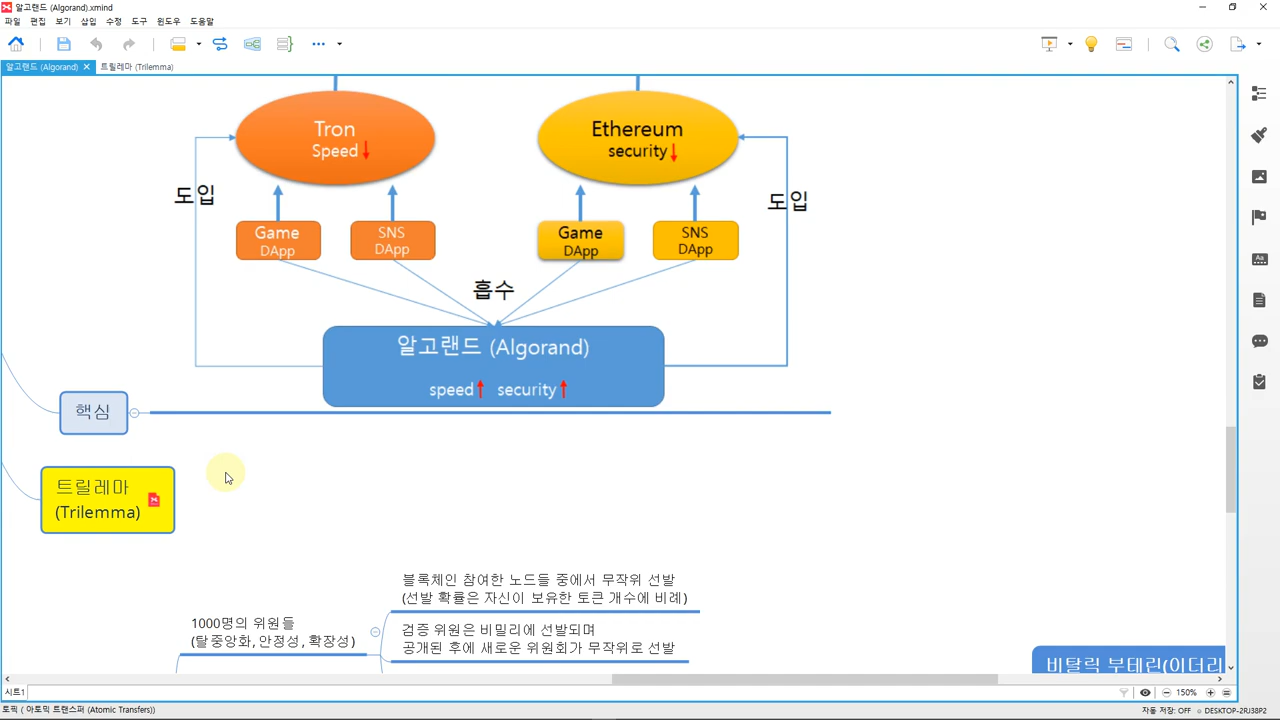 알고랜드 (Algorand).xmind
파일 편집 보기 삽입 수정 도구 윈도우 도움말
알고랜드 (Algorand)
트릴레마 (Trilemma)
Tron
Speed
Ethereum
security
도입
도입
Game
DApp
SNS
DApp
Game
DApp
SNS
DApp
흡수
알고랜드 (Algorand)
speed security
핵심
트릴레마
(Trilemma)
블록체인 참여한 노드들 중에서 무작위 선발
(선발 확률은 자신이 보유한 토큰 개수에 비례)
1000명의 위원들
(탈중앙화, 안정성, 확장성)
검증 위원은 비밀리에 선발되며
공개된 후에 새로운 위원회가 무작위로 선발
비탈릭 부테린(이더리
시트1
150%
토픽 ( 아토믹 트랜스퍼 (Atomic Transfers))
자동 저장: OFF
DESKTOP-2RJ38P2